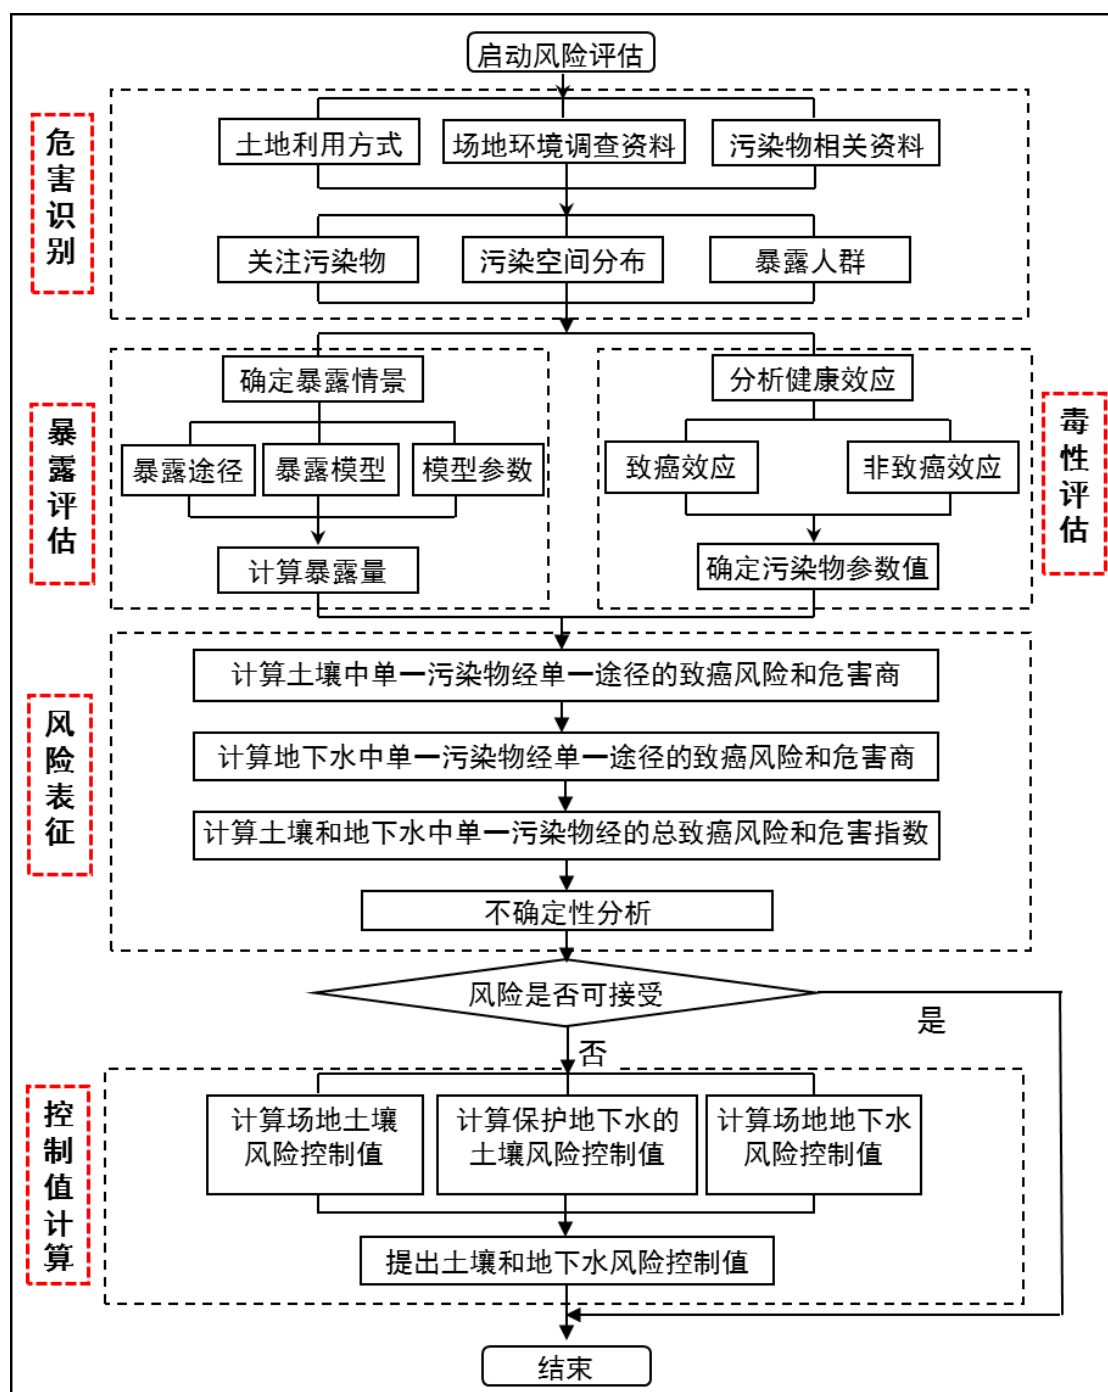 启动风险评估
危害识别
土地利用方式
场地环境调查资料
污染物相关资料
关注污染物
污染空间分布
暴露人群
暴露评估
确定暴露情景
暴露途径
暴露模型
模型参数
计算暴露量
毒性评估
分析健康效应
致癌效应
非致癌效应
确定污染物参数值
风险表征
计算土壤中单一污染物经单一途径的致癌风险和危害商
计算地下水中单一污染物经单一途径的致癌风险和危害商
计算土壤和地下水中单一污染物经的总致癌风险和危害指数
不确定性分析
风险是否可接受
是
否
控制值计算
计算场地土壤
风险控制值
计算保护地下水的
土壤风险控制值
计算场地地下水
风险控制值
提出土壤和地下水风险控制值
结束